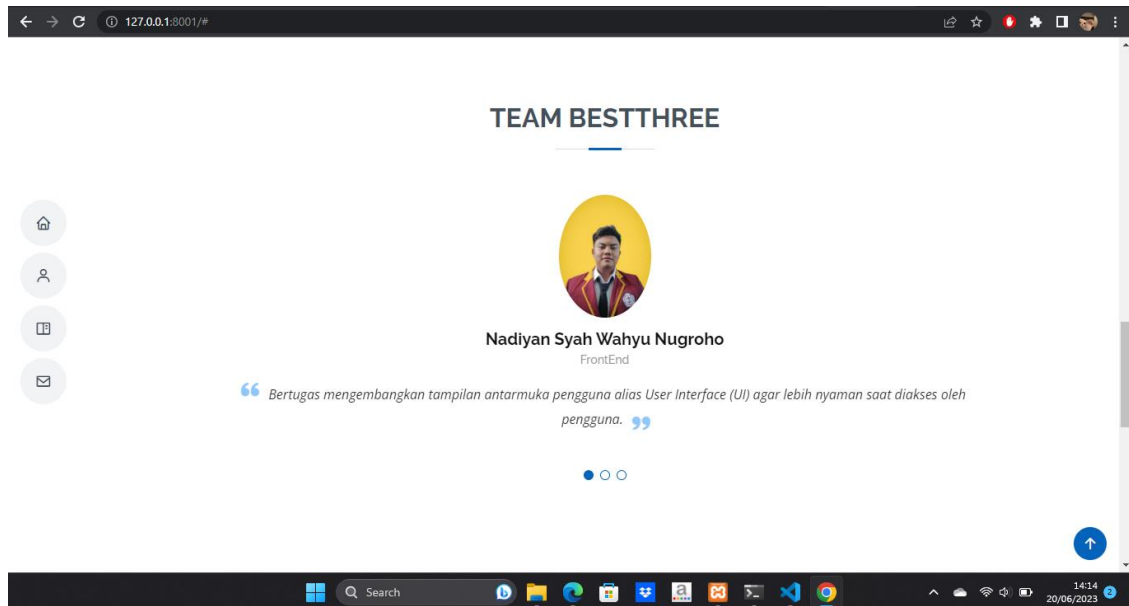 127.0.0.1:8001/#
TEAM BESTTHREE
Nadiyan Syah Wahyu Nugroho
FrontEnd
Bertugas mengembangkan tampilan antarmuka pengguna alias User Interface (UI) agar lebih nyaman saat diakses oleh
pengguna.
Search
14:14
20/06/2023
2